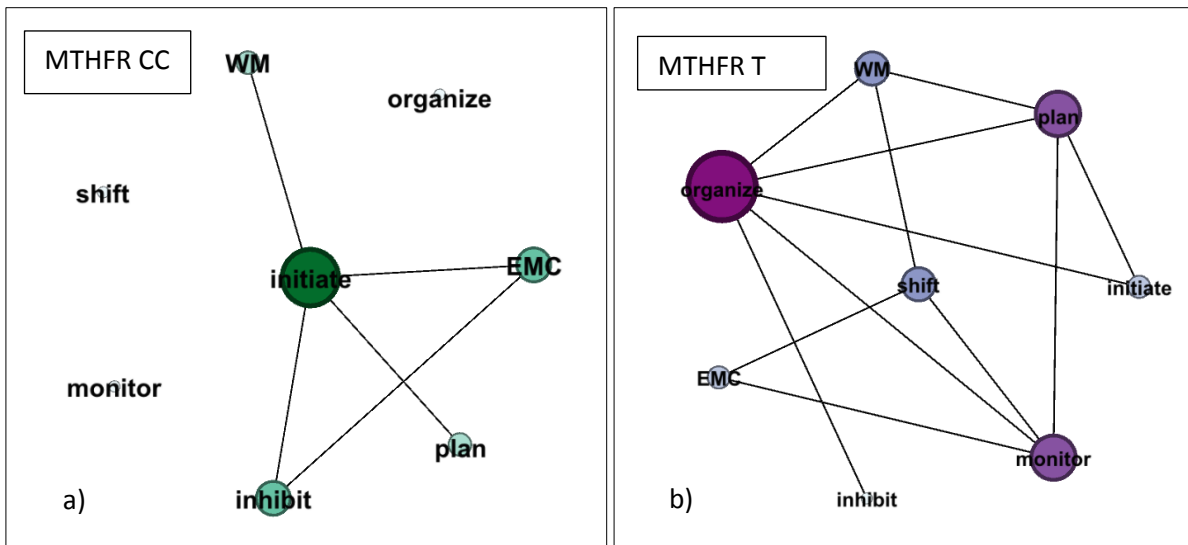 MTHFR CC
WM
organize
shift
initiate
EMC
monitor
plan
inhibit
a)
MTHFR T
WM
plan
organize
shift
initiate
EMC
monitor
inhibit
b)